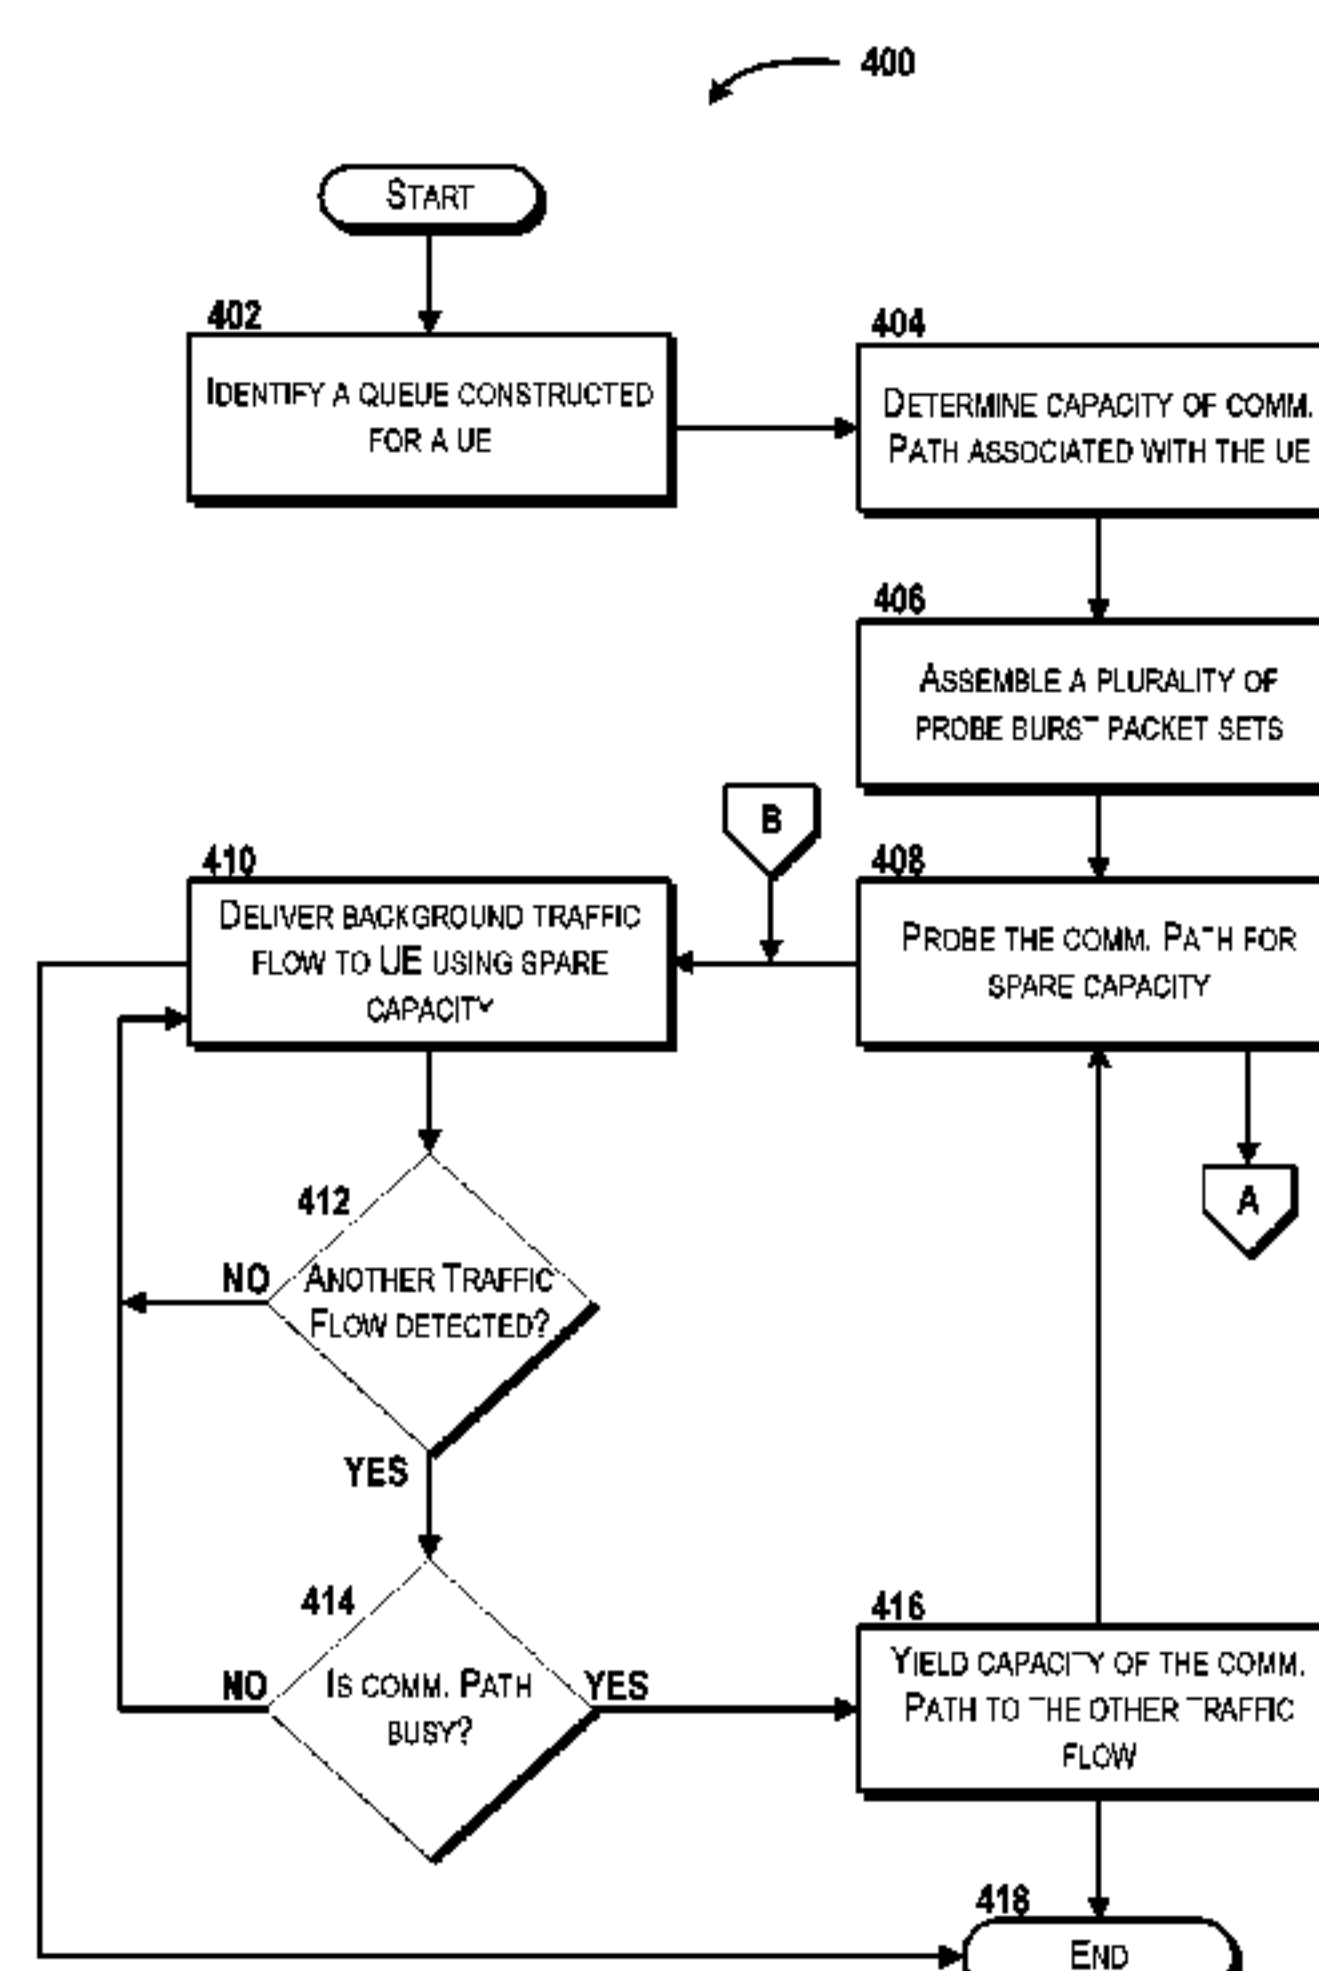 400
START
402
IDENTIFY A QUEUE CONSTRUCTED
FOR A UE
404
DETERMINE CAPACITY OF COMM.
PATH ASSOCIATED WITH THE UE
406
ASSEMBLE A PLURALITY OF
PROBE BURST PACKET SETS
B
410
DELIVER BACKGROUND TRAFFIC
FLOW TO UE USING SPARE
CAPACITY
408
PROBE THE COMM. PATH FOR
SPARE CAPACITY
A
412
NO
ANOTHER TRAFFIC
FLOW DETECTED?
YES
414
NO
IS COMM. PATH
BUSY?
YES
416
YIELD CAPACITY OF THE COMM.
PATH TO THE OTHER TRAFFIC
FLOW
418
END